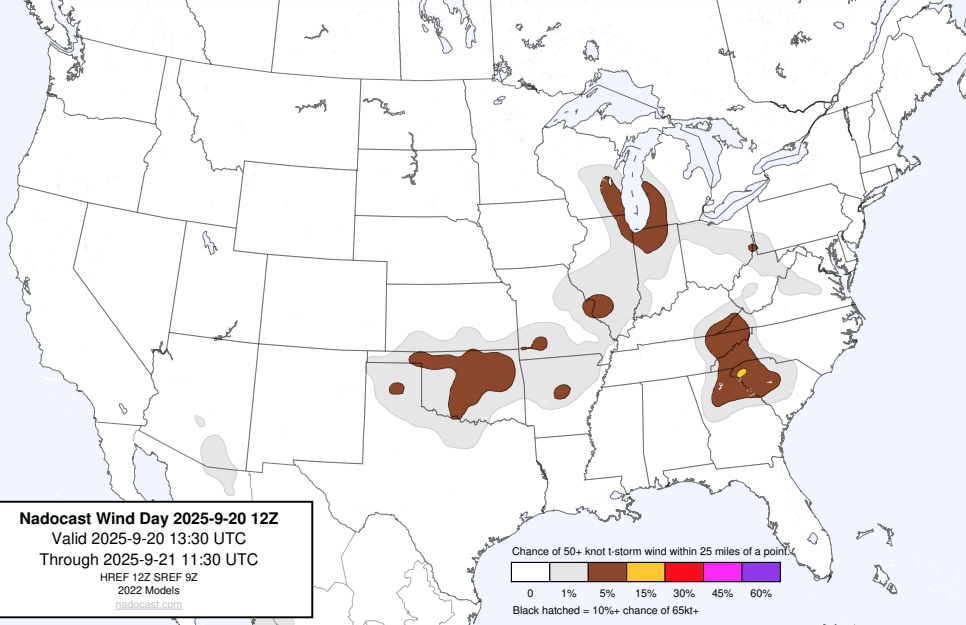 Nadocast Wind Day 2025-9-20 12Z
Valid 2025-9-20 13:30 UTC
Through 2025-9-21 11:30 UTC
HREF 12Z SREF 9Z
2022 Models
nadocast.com
Chance of 50+ knot t-storm wind within 25 miles of a point.
0 1% 5% 15% 30% 45% 60%
Black hatched = 10%+ chance of 65kt+